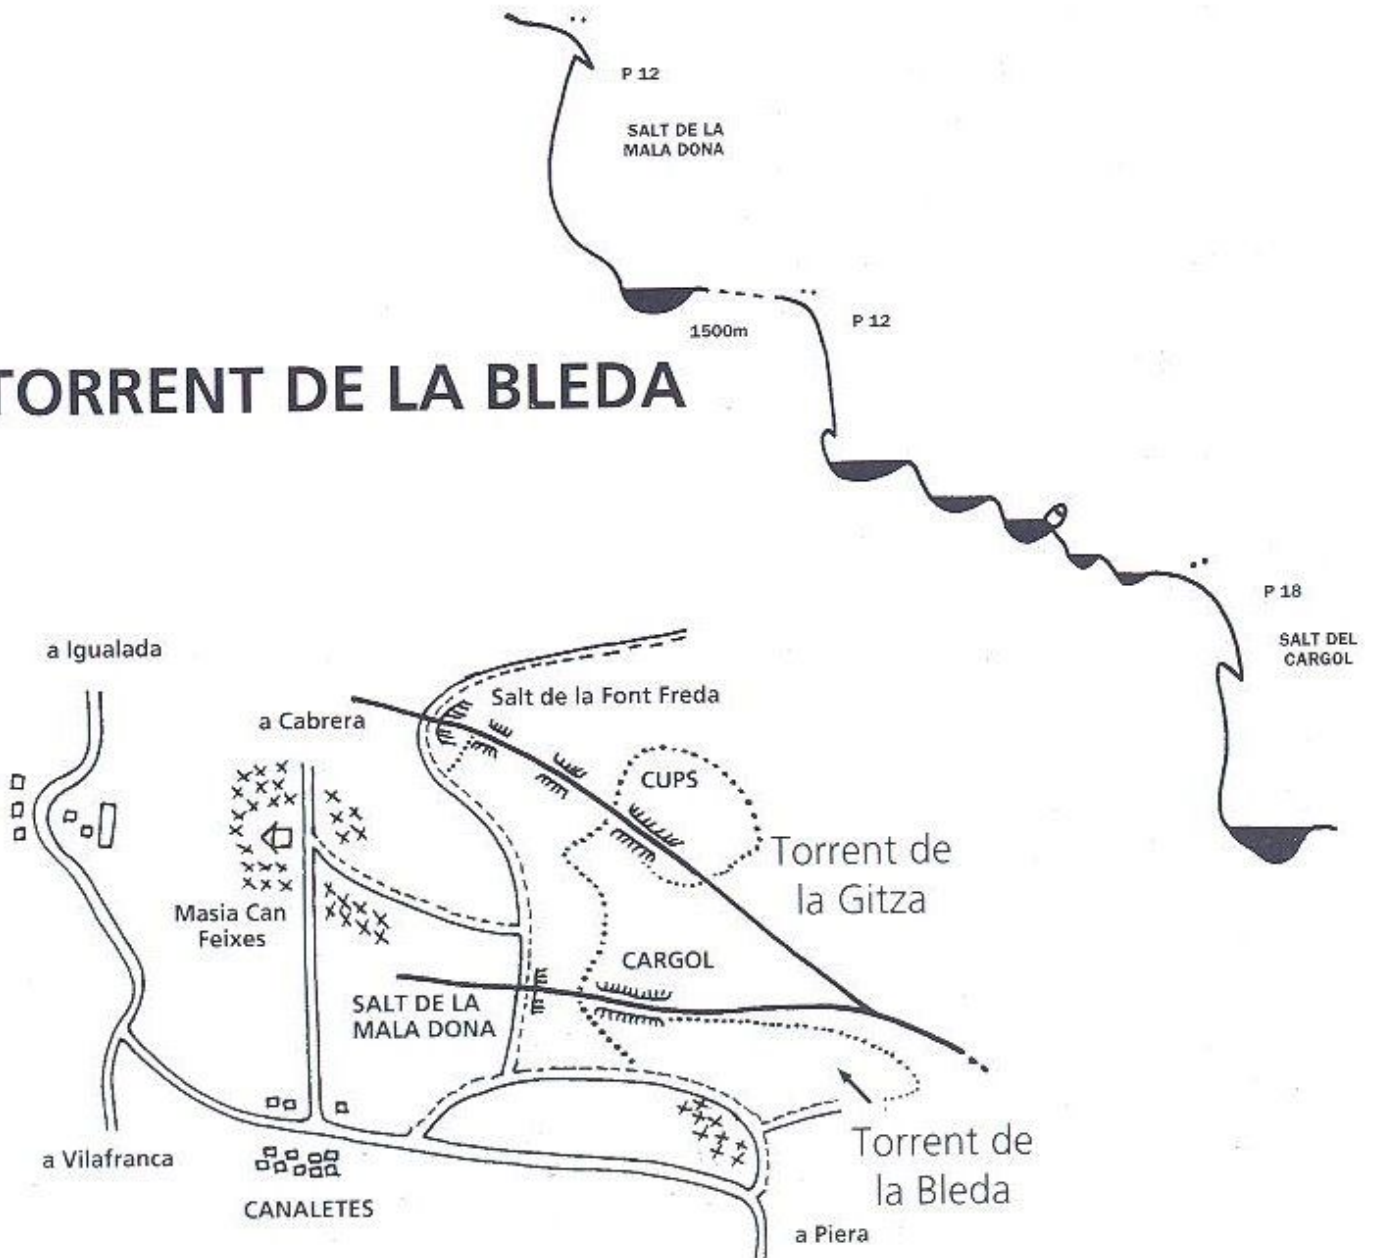 P 12
SALT DE LA
MALA DONA
1500m
P 12
TORRENT DE LA BLEDA
P 18
SALT DEL
CARGOL
a Igualada
Salt de la Font Freda
a Cabrera
CUPS
Torrent de
la Gitza
Masia Can
Feixes
CARGOL
SALT DE LA
MALA DONA
a Vilafranca
Torrent de
la Bleda
CANALETES
a Piera